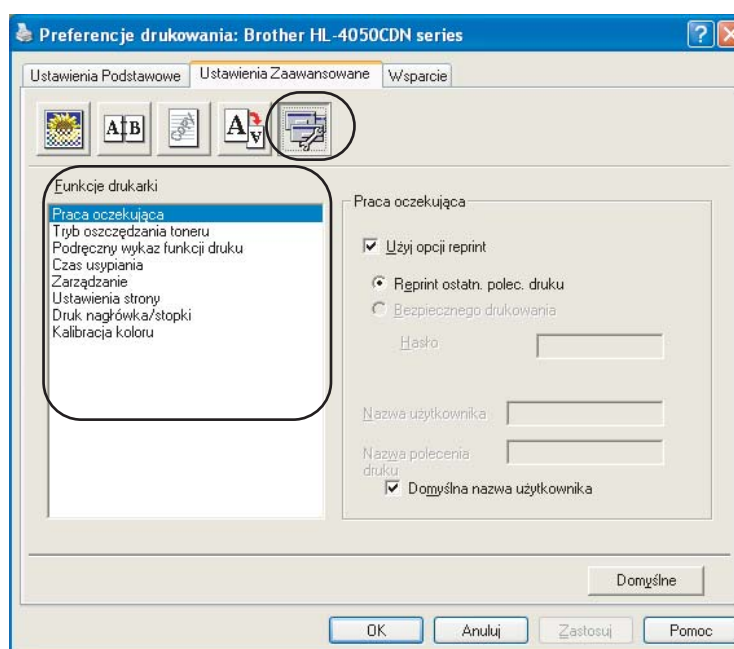 Preferencje drukowania: Brother HL-4050CDN series
Ustawienia Podstawowe
Ustawienia Zaawansowane
Wsparcie
A B
Copy
A A
Funkcje drukarki
Praca oczekująca
Tryb oszczędzania toneru
Podręczny wykaz funkcji druku
Czas usypiania
Zarządzanie
Ustawienia strony
Druk nagłówka/stopki
Kalibracja koloru
Praca oczekująca
Użyj opcji reprint
Reprint ostatn. polec. druku
Bezpiecznego drukowania
Hasło
Nazwa użytkownika
Nazwa polecenia
druku
Domyślna nazwa użytkownika
Domyślne
OK
Anuluj
Zastosuj
Pomoc